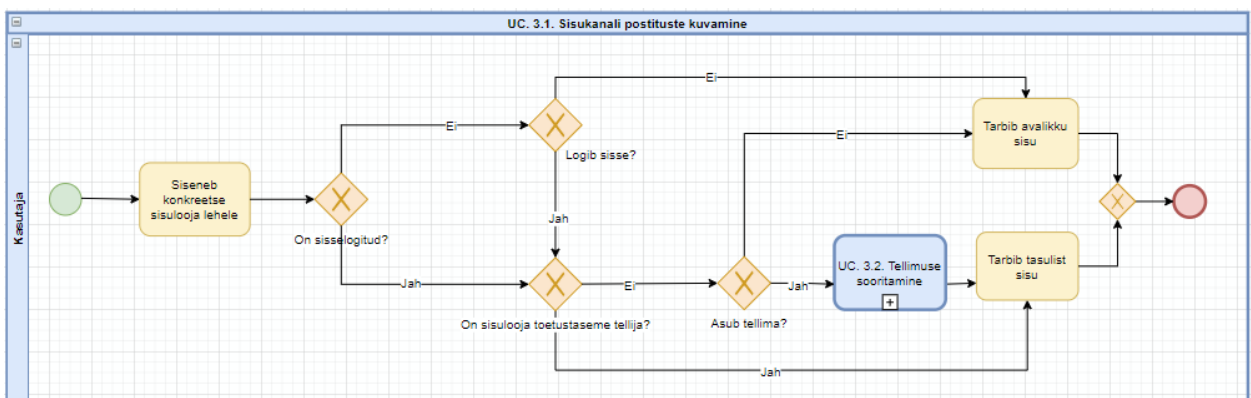 UC. 3.1. Sisukanali postituste kuvamine
Kasutaja
Siseneb
konkreetse
sisulooja lehele
On sisselogitud?
Ei
Jah
Logib sisse?
Ei
Jah
On sisulooja toetustaseme tellija?
Ei
Jah
Asub tellima?
Ei
Jah
UC. 3.2. Tellimuse
sooritamine
Tarbib avalikku
sisu
Tarbib tasulist
sisu